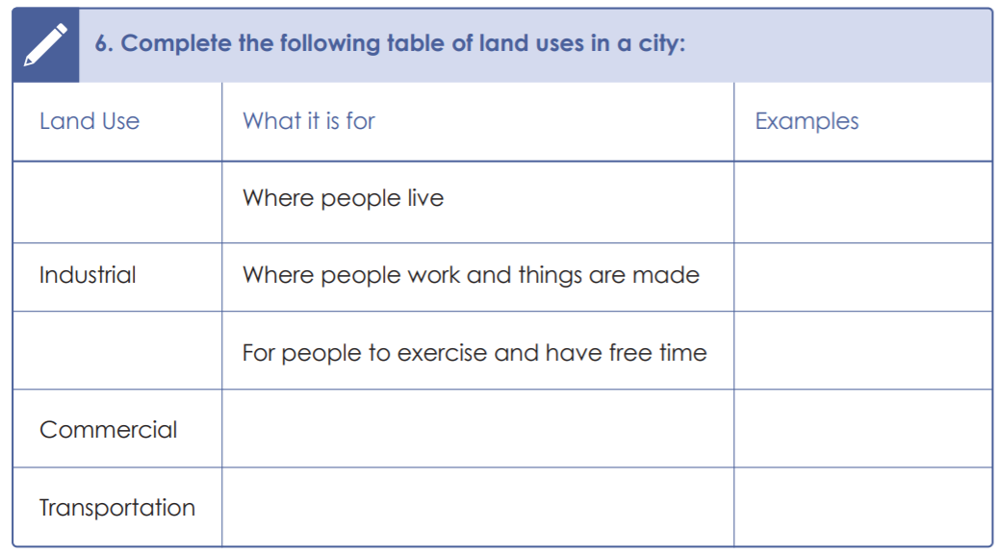 6. Complete the following table of land uses in a city:
Land Use What it is for Examples
Where people live
Industrial Where people work and things are made
For people to exercise and have free time
Commercial
Transportation